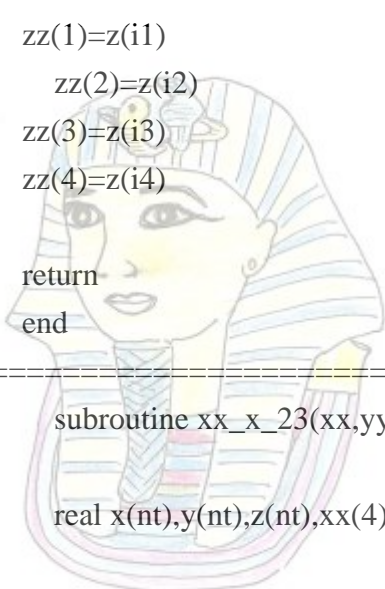 zz(1)=z(i1)
zz(2)=z(i2)
zz(3)=z(i3)
zz(4)=z(i4)
return
end
========================
subroutine xx_x_23(xx,yy
real x(nt),y(nt),z(nt),xx(4)